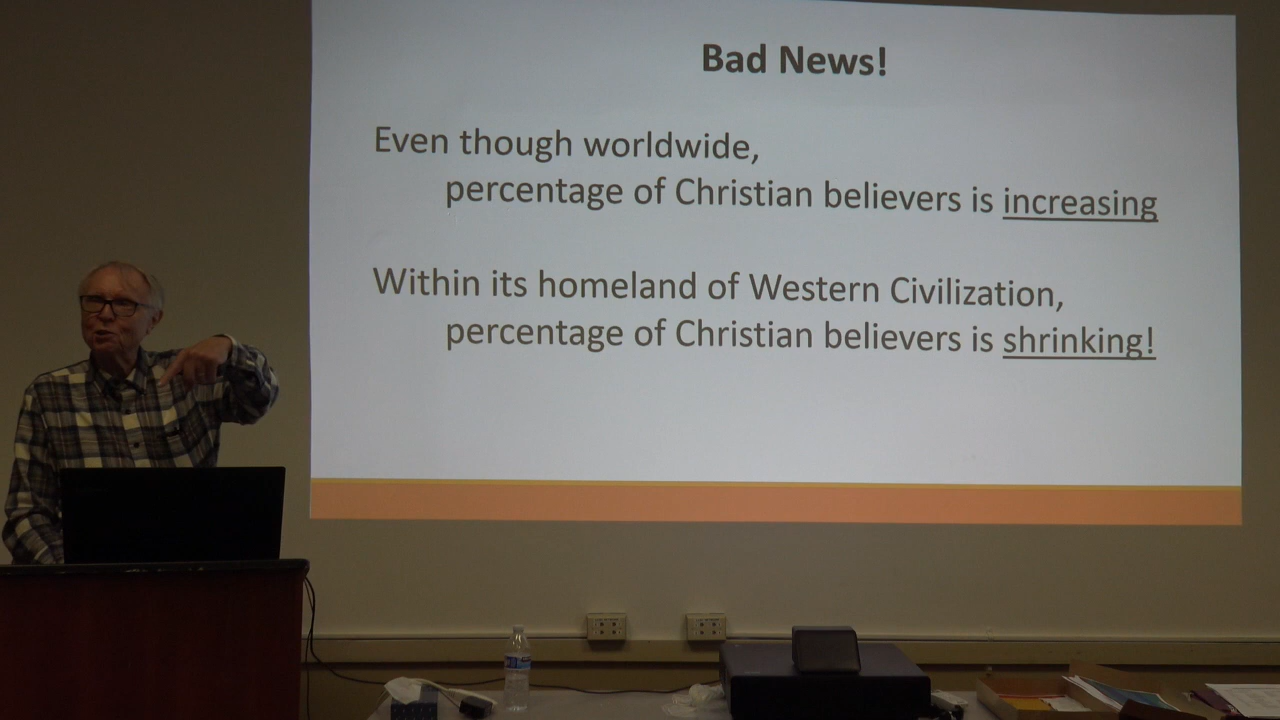 Bad News!
Even though worldwide,
percentage of Christian believers is increasing
Within its homeland of Western Civilization,
percentage of Christian believers is shrinking!